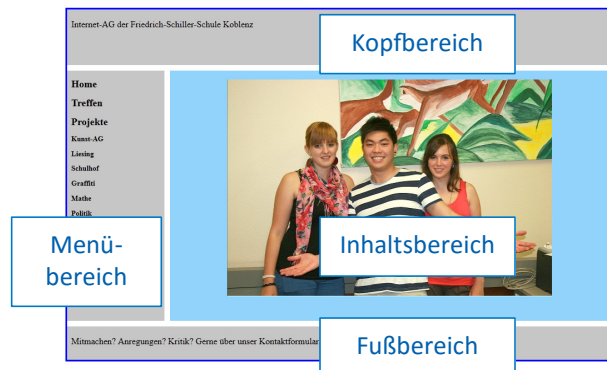 Internet-AG der Friedrich-Schiller-Schule Koblenz
Kopfbereich
Home
Treffen
Projekte
Kunst-AG
Liesing
Schulhof
Graffiti
Mathe
Politik
Menü-
bereich
Inhaltsbereich
Mitmachen? Anregungen? Kritik? Gerne über unser Kontaktformular
Fußbereich